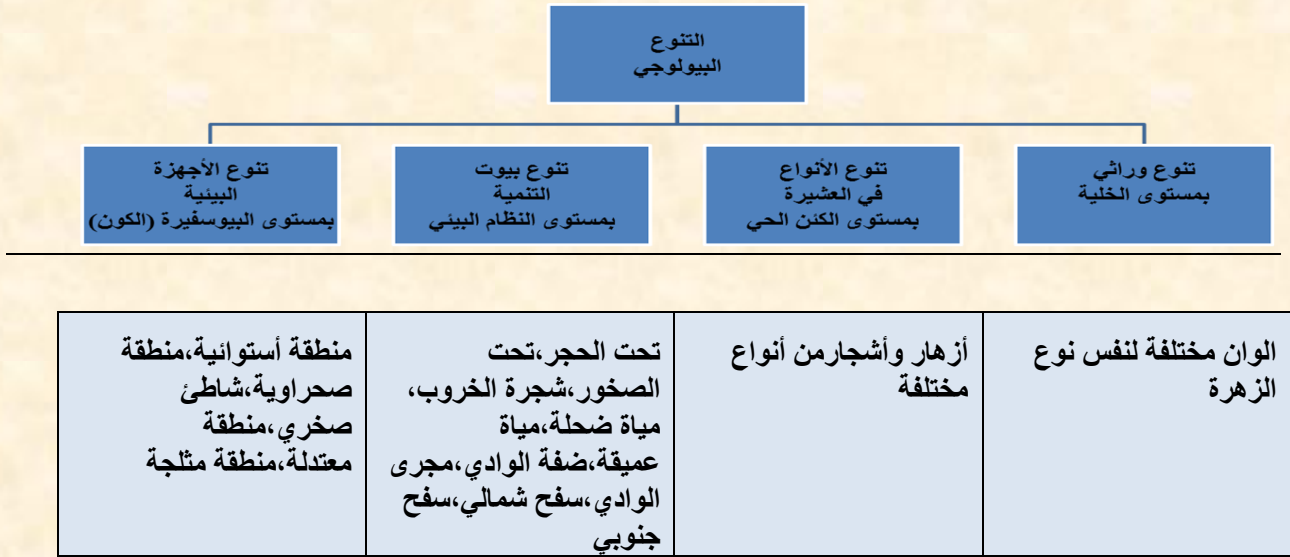 التنوع
البيولوجي
تنوع وراثي
بمستوى الخلية
تنوع الأنواع
في العشيرة
بمستوى الكئن الحي
تنوع بيوت
التنمية
بمستوى النظام البيئي
تنوع الأجهزة
البيئية
بمستوى البيوسفيرة (الكون)
الوان مختلفة لنفس نوع
الزهرة
أزهار وأشجارمن أنواع
مختلفة
تحت الحجر،تحت
الصخور،شجرة الخروب،
مياة ضحلة،مياة
عميقة،ضفة الوادي،مجرى
الوادي،سفح شمالي،سفح
جنوبي
منطقة أستوائية،منطقة
صحراوية،شاطئ
صخري،منطقة
معتدلة،منطقة مثلجة